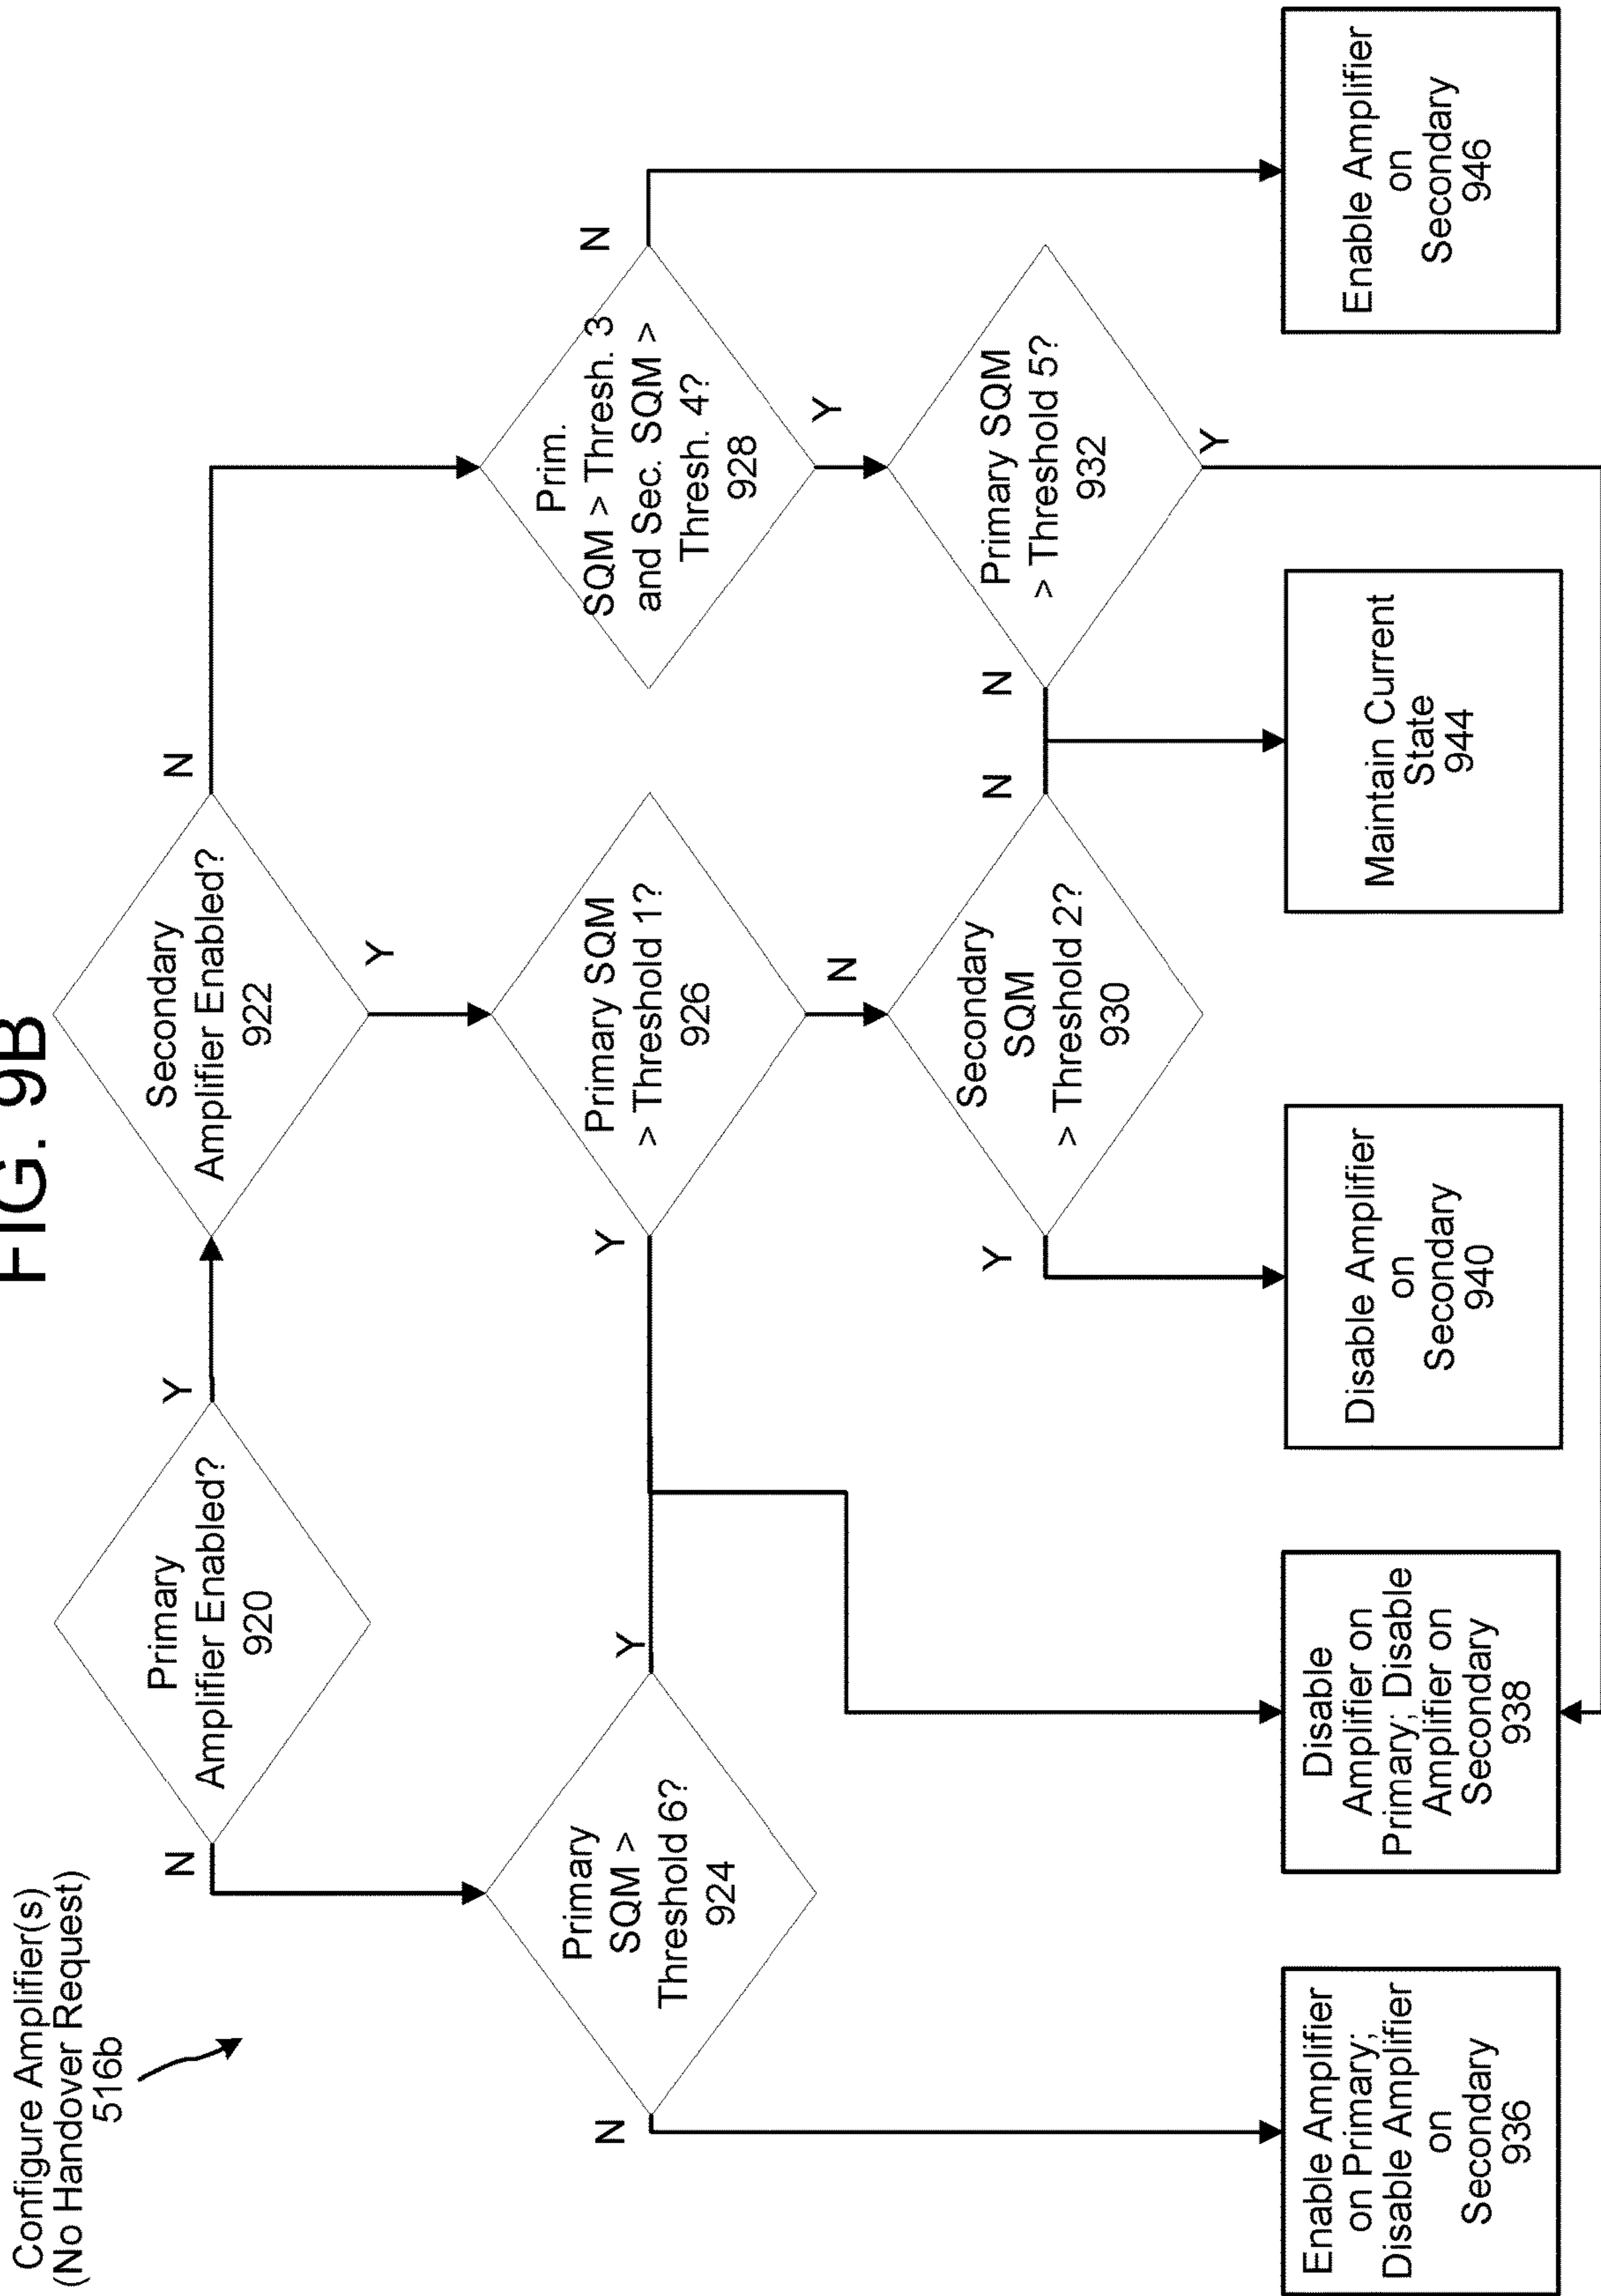 FIG. 9B
Configure Amplifier(s)
(No Handover Request)
516b
Primary
Amplifier Enabled?
920
N
Y
Secondary
Amplifier Enabled?
922
Y
N
Primary
SQM >
Threshold 6?
924
N
Y
Primary SQM
> Threshold 1?
926
Y
N
Prim.
SQM > Thresh. 3
and Sec. SQM >
Thresh. 4?
928
N
Y
Secondary
SQM
> Threshold 2?
930
Y
N
Primary SQM
> Threshold 5?
932
N
Y
Enable Amplifier
on Primary;
Disable Amplifier
on
Secondary
936
Disable
Amplifier on
Primary; Disable
Amplifier on
Secondary
938
Disable Amplifier
on
Secondary
940
Maintain Current
State
944
Enable Amplifier
on
Secondary
946